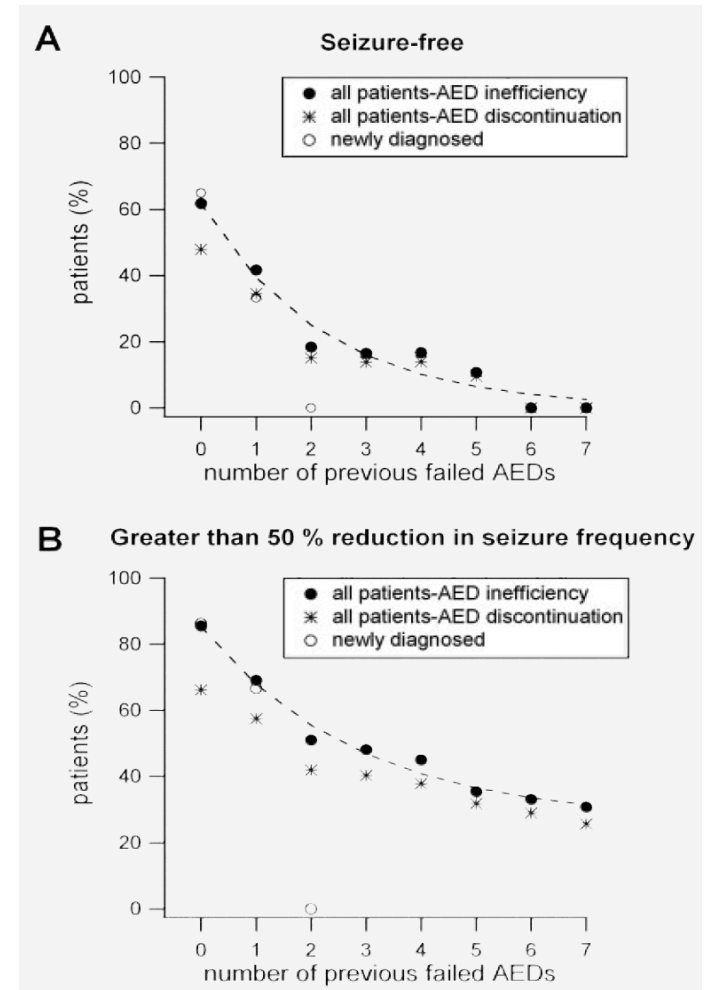 A
Seizure-free
100
80
60
40
20
0
patients (%)
all patients-AED inefficiency
all patients-AED discontinuation
newly diagnosed
0 1 2 3 4 5 6 7
number of previous failed AEDs
B
Greater than 50 % reduction in seizure frequency
100
80
60
40
20
0
patients (%)
all patients-AED inefficiency
all patients-AED discontinuation
newly diagnosed
0 1 2 3 4 5 6 7
number of previous failed AEDs